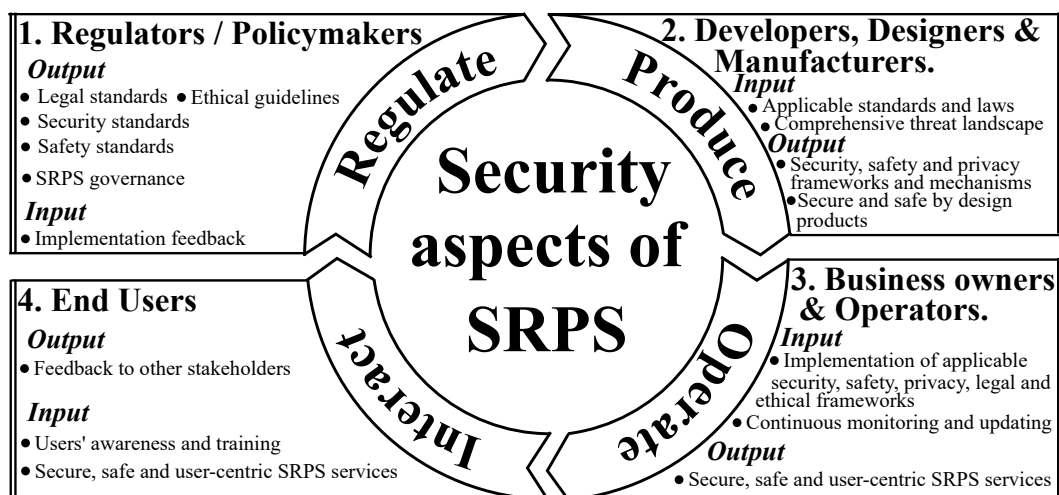 1. Regulators / Policymakers
Output
● Legal standards ● Ethical guidelines
● Security standards
● Safety standards
● SRPS governance
Input
● Implementation feedback
Regulate
Produce
2. Developers, Designers &
Manufacturers.
Input
● Applicable standards and laws
● Comprehensive threat landscape
Output
● Security, safety and privacy
frameworks and mechanisms
● Secure and safe by design
products
Security
aspects of
SRPS
4. End Users
Output
● Feedback to other stakeholders
Input
● Users' awareness and training
● Secure, safe and user-centric SRPS services
Interact
Operate
3. Business owners
& Operators.
Input
● Implementation of applicable
security, safety, privacy, legal and
ethical frameworks
● Continuous monitoring and updating
Output
● Secure, safe and user-centric SRPS services